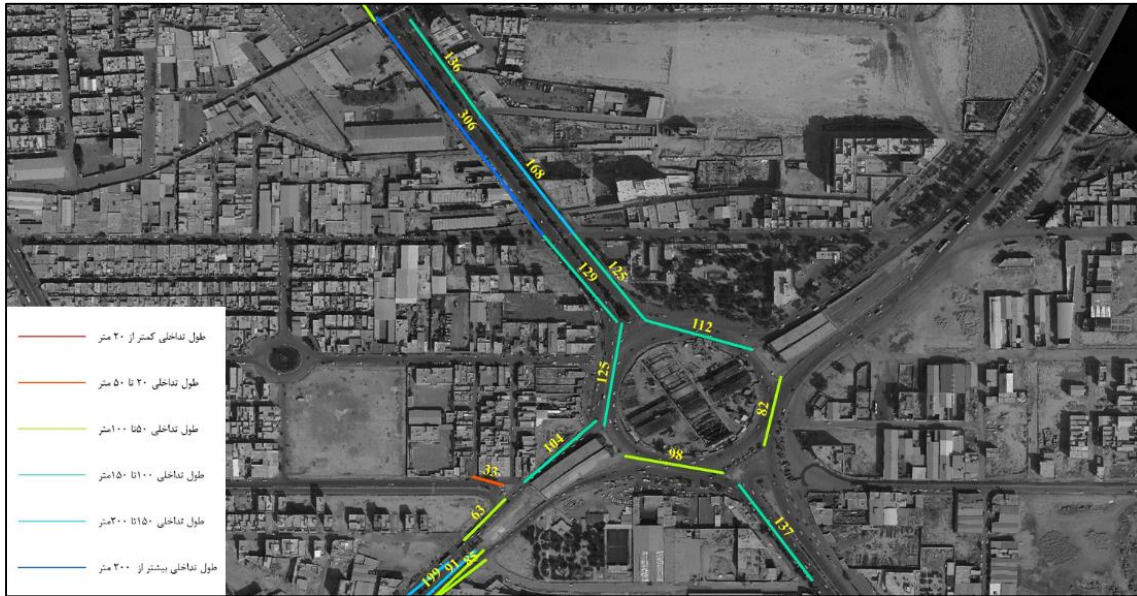 136
306
168
125
129
112
125
82
104
98
33
63
137
85
91
199
طول تداخلی کمتر از ۲۰ متر
طول تداخلی ۲۰ تا ۵۰ متر
طول تداخلی ۵۰تا ۱۰۰متر
طول تداخلی ۱۰۰تا ۱۵۰متر
طول تداخلی ۱۵۰تا ۲۰۰متر
طول تداخلی بیشتر از ۲۰۰ متر